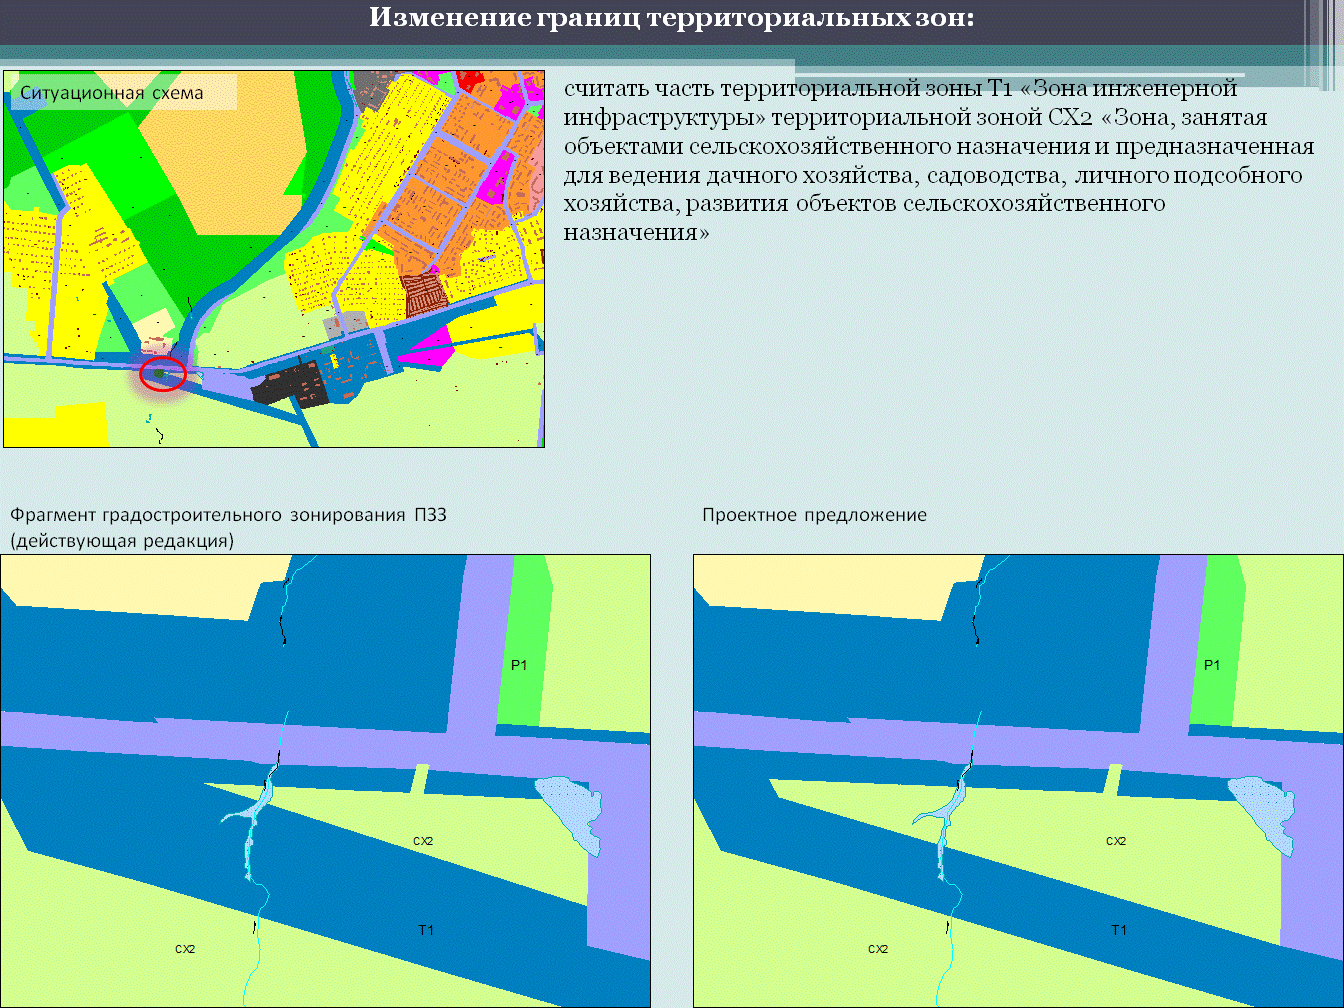 Изменение границ территориальных зон:
Ситуационная схема
считать часть территориальной зоны Т1 «Зона инженерной
инфраструктуры» территориальной зоной СХ2 «Зона, занятая
объектами сельскохозяйственного назначения и предназначенная
для ведения дачного хозяйства, садоводства, личного подсобного
хозяйства, развития объектов сельскохозяйственного
назначения»
Фрагмент градостроительного зонирования ПЗЗ
(действующая редакция)
Проектное предложение
Р1
СХ2
Т1
СХ2
Р1
СХ2
Т1
СХ2